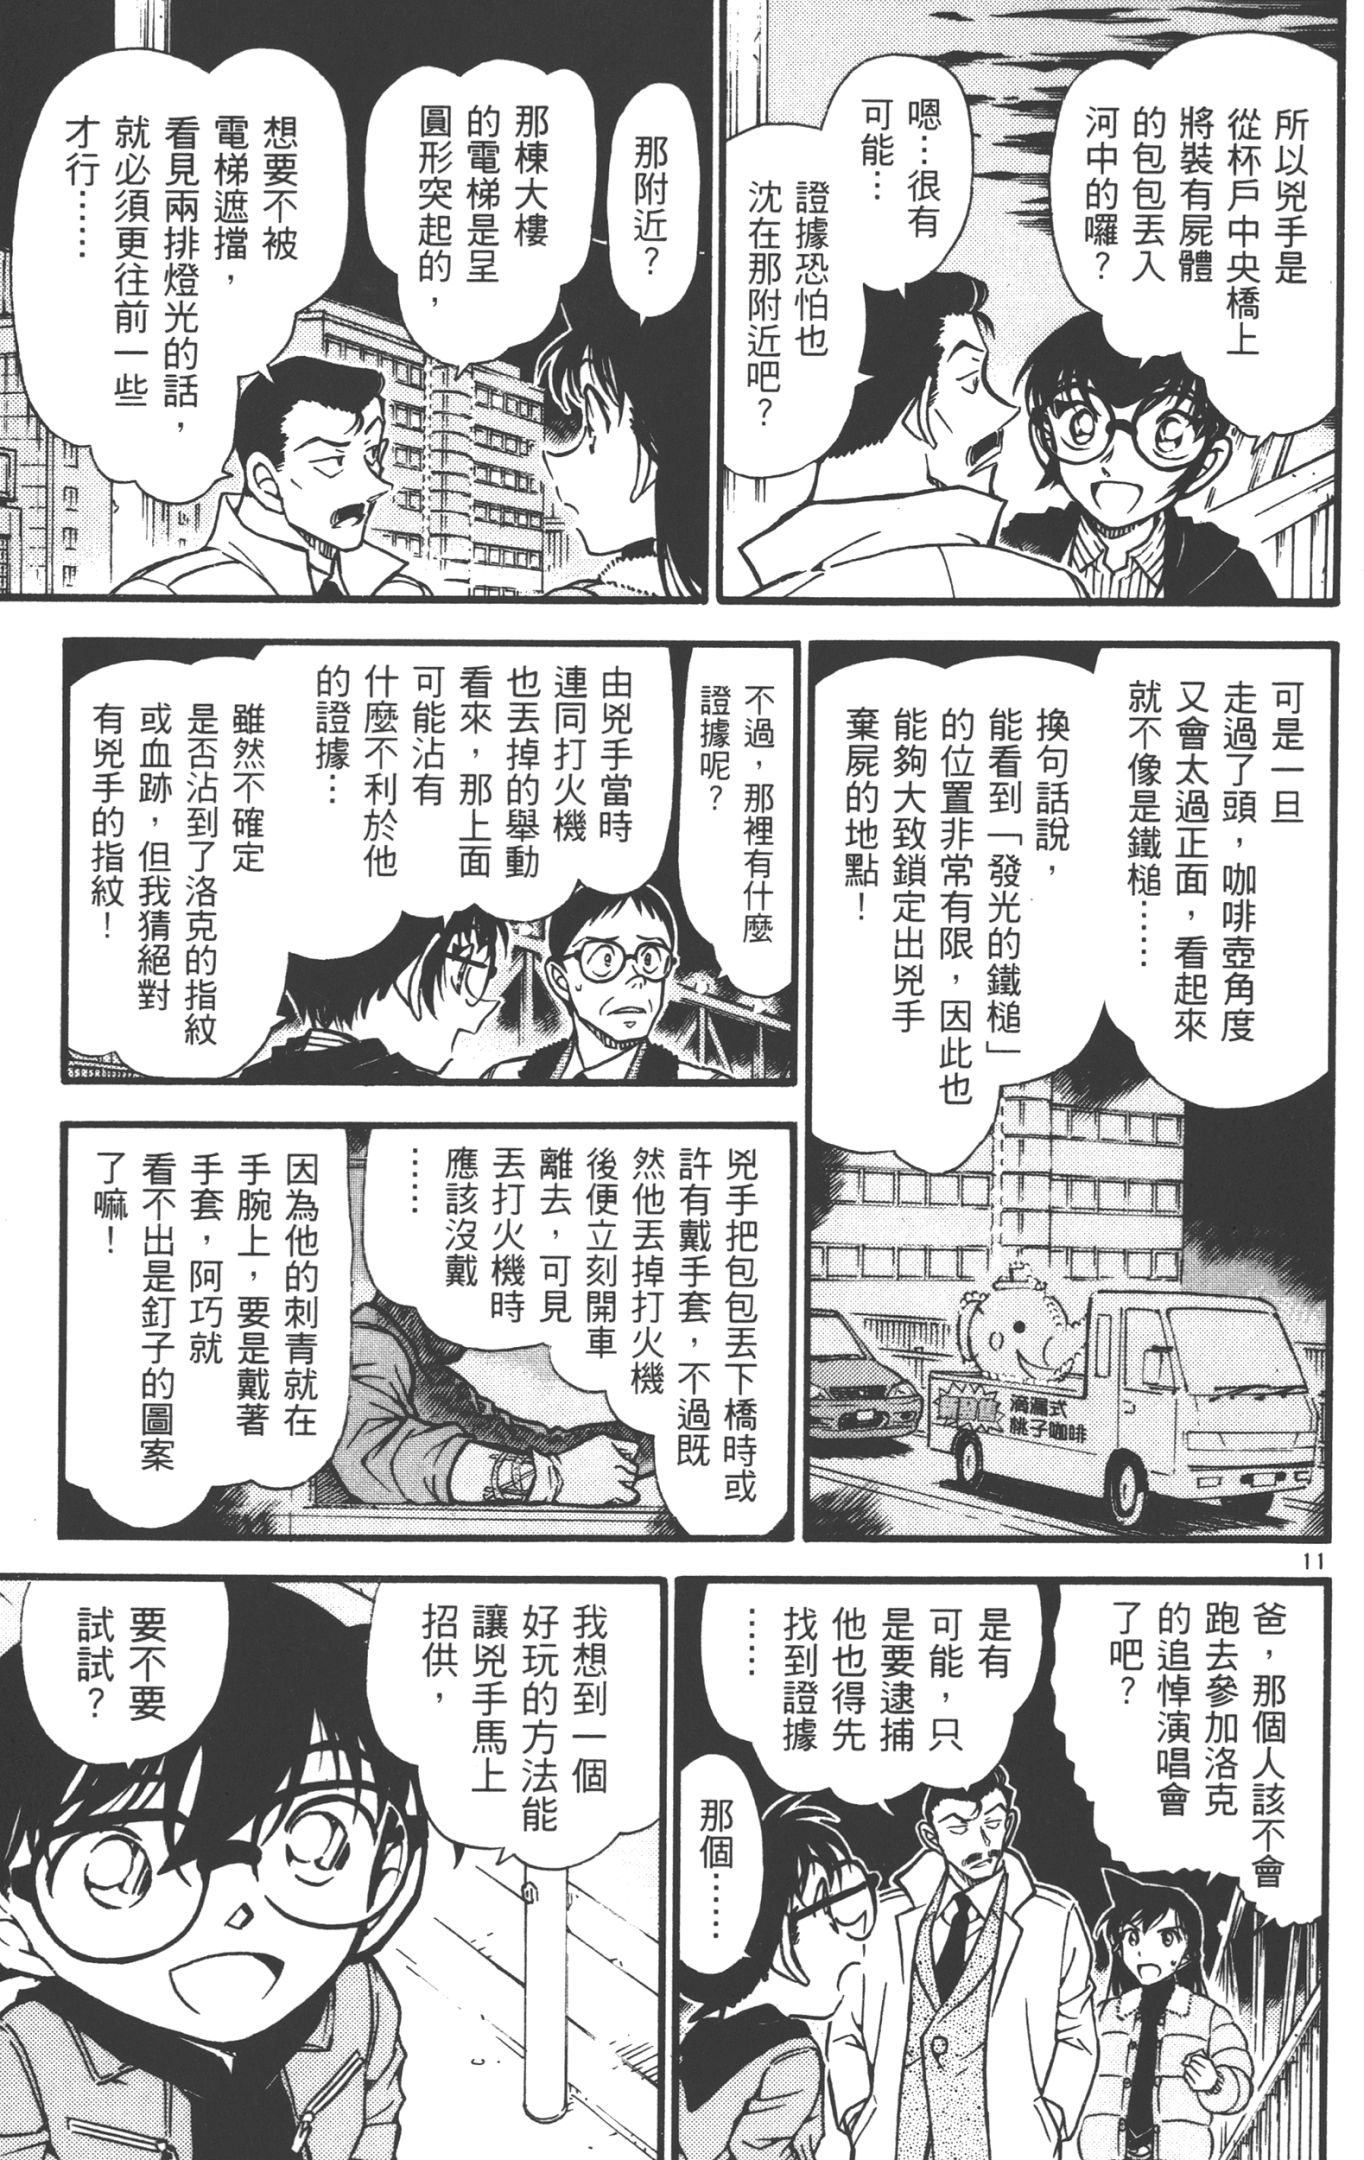 所以兇手是
從杯戶中央橋上
將裝有屍體
的包包丟入
河中的囉？
嗯…很有
可能…
證據恐怕也
沈在那附近吧？
那附近？
那棟大樓
的電梯是呈
圓形突起的，
想要不被
電梯遮擋，
看見兩排燈光的話，
就必須更往前一些
才行……
可是一旦
走過了頭，咖啡壺角度
又會太過正面，看起來
就不像是鐵槌……
換句話說，
能看到「發光的鐵槌」
的位置非常有限，因此也
能夠大致鎖定出兇手
棄屍的地點！
滴漏式
桃子咖啡
不過，那裡有什麼
證據呢？
由兇手當時
連同打火機
也丟掉的舉動
看來，那上面
可能沾有
什麼不利於他
的證據…
雖然不確定
是否沾到了洛克的指紋
或血跡，但我猜絕對
有兇手的指紋！
兇手把包包丟下橋時或
許有戴手套，不過既
然他丟掉打火機
後便立刻開車
離去，可見
丟打火機時
應該沒戴
……
因為他的刺青就在
手腕上，要是戴著
手套，阿巧就
看不出是釘子的圖案
了嘛！
11
爸，那個人該不會
跑去參加洛克
的追悼演唱會
了吧？
是有
可能，只
是要逮捕
他也得先
找到證據
……
那個……
我想到一個
好玩的方法能
讓兇手馬上
招供，
要不要
試試？